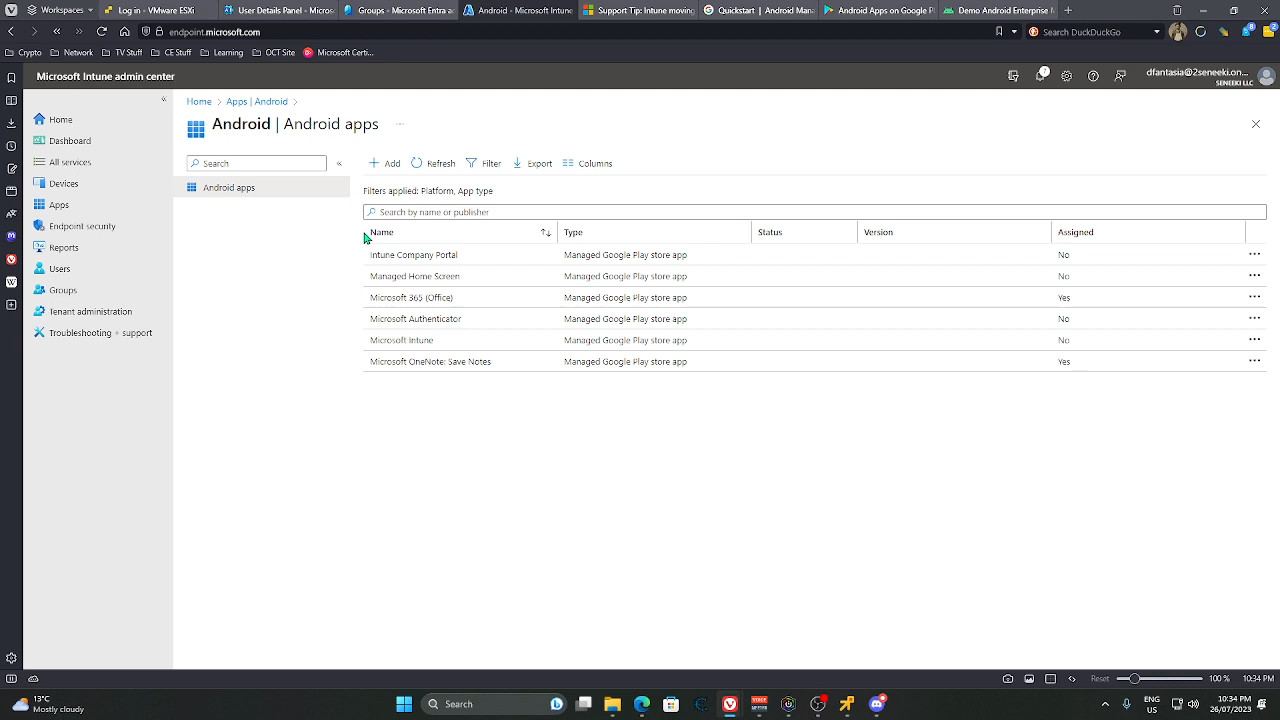 Workspaces
Log in - VMware ESXi
User Details Panel - Microso
Groups - Microsoft Entra a
Android - Microsoft Intune
Support Tip: Intune moving
Quickstart | Android Man
Android Apps on Google P
Demo Android Enterprise M
endpoint.microsoft.com
Search DuckDuckGo
Crypto
Network
TV Stuff
CE Stuff
Learning
OCT Site
Microsoft Certi...
Microsoft Intune admin center
dfantasia@2seneeki.on...
SENEEKI LLC
Home > Apps | Android >
Android | Android apps ...
Search
Android apps
Add
Refresh
Filter
Export
Columns
Filters applied: Platform, App type
Search by name or publisher
Name Type Status Version Assigned
Intune Company Portal Managed Google Play store app No
Managed Home Screen Managed Google Play store app No
Microsoft 365 (Office) Managed Google Play store app Yes
Microsoft Authenticator Managed Google Play store app No
Microsoft Intune Managed Google Play store app No
Microsoft OneNote: Save Notes Managed Google Play store app Yes
Home
Dashboard
All services
Devices
Apps
Endpoint security
Reports
Users
Groups
Tenant administration
Troubleshooting + support
Reset 100 % 10:34 PM
13°C
Mostly cloudy
Search
ENG
US
10:34 PM
26/07/2023